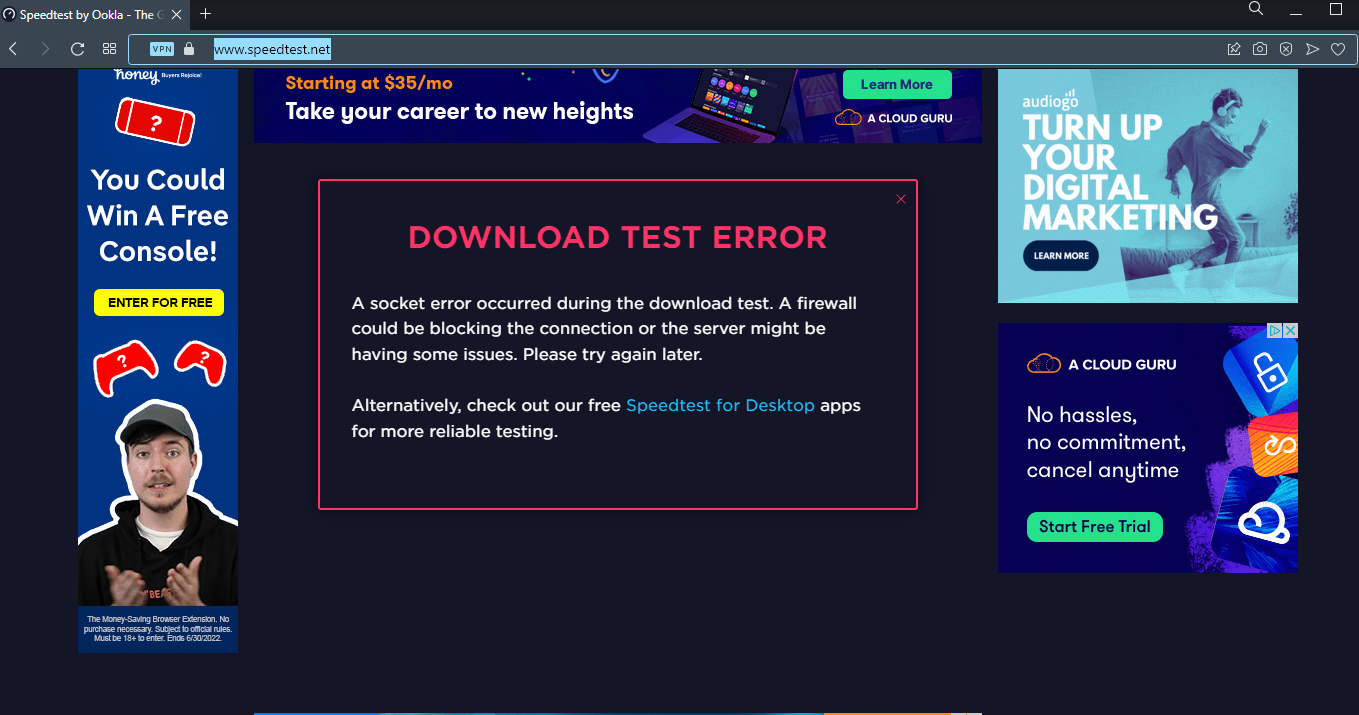 Speedtest by Ookla - The G
VPN
www.speedtest.net
honey Buyers Rejoice!
?
You Could
Win A Free
Console!
ENTER FOR FREE
?
?
The Money-Saving Browser Extension. No
purchase necessary. Subject to official rules.
Must be 18+ to enter. Ends 6/30/2022.
Starting at $35/mo
Take your career to new heights
Learn More
A CLOUD GURU
DOWNLOAD TEST ERROR
A socket error occurred during the download test. A firewall
could be blocking the connection or the server might be
having some issues. Please try again later.
Alternatively, check out our free Speedtest for Desktop apps
for more reliable testing.
audiogo
TURN UP
YOUR
DIGITAL
MARKETING
LEARN MORE
A CLOUD GURU
No hassles,
no commitment,
cancel anytime
Start Free Trial